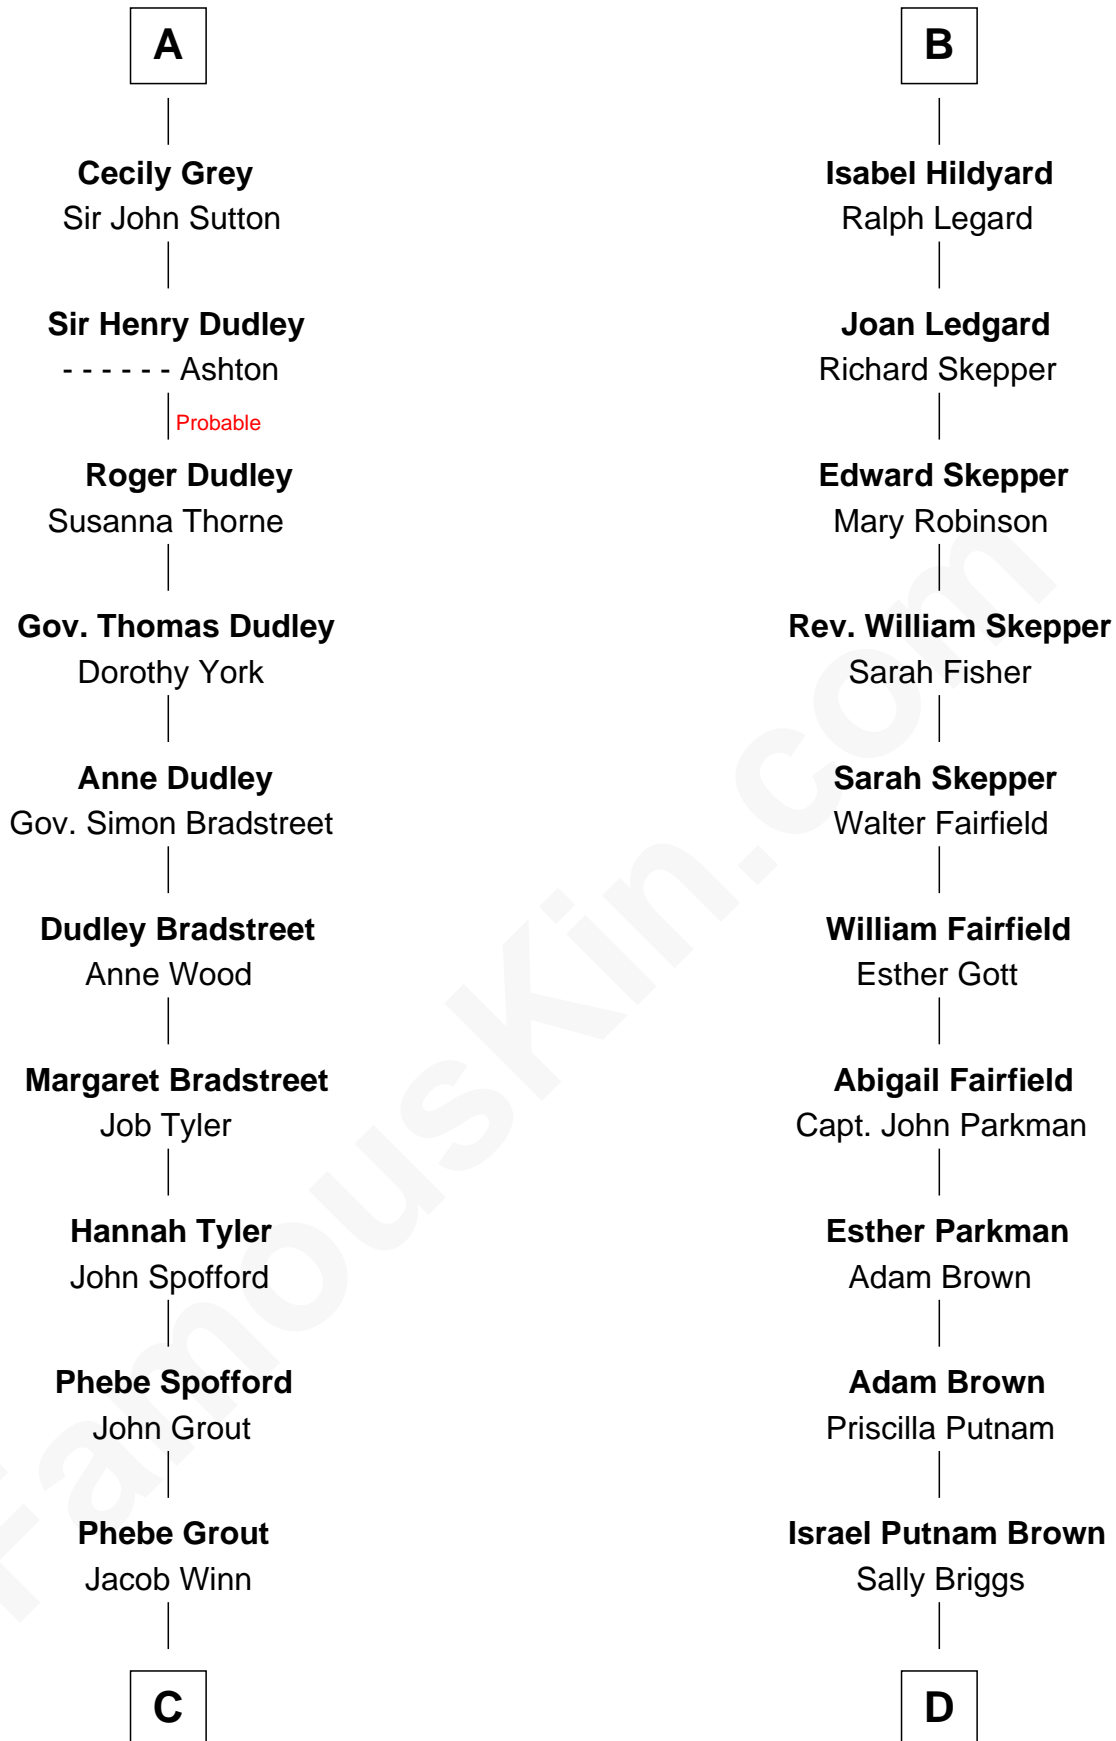 A
Cecily Grey
Sir John Sutton
Sir Henry Dudley
- - - - - - Ashton
Probable
Roger Dudley
Susanna Thorne
Gov. Thomas Dudley
Dorothy York
Anne Dudley
Gov. Simon Bradstreet
Dudley Bradstreet
Anne Wood
Margaret Bradstreet
Job Tyler
Hannah Tyler
John Spofford
Phebe Spofford
John Grout
Phebe Grout
Jacob Winn
C
B
Isabel Hildyard
Ralph Legard
Joan Ledgard
Richard Skepper
Edward Skepper
Mary Robinson
Rev. William Skepper
Sarah Fisher
Sarah Skepper
Walter Fairfield
William Fairfield
Esther Gott
Abigail Fairfield
Capt. John Parkman
Esther Parkman
Adam Brown
Adam Brown
Priscilla Putnam
Israel Putnam Brown
Sally Briggs
D
FamousKin.com